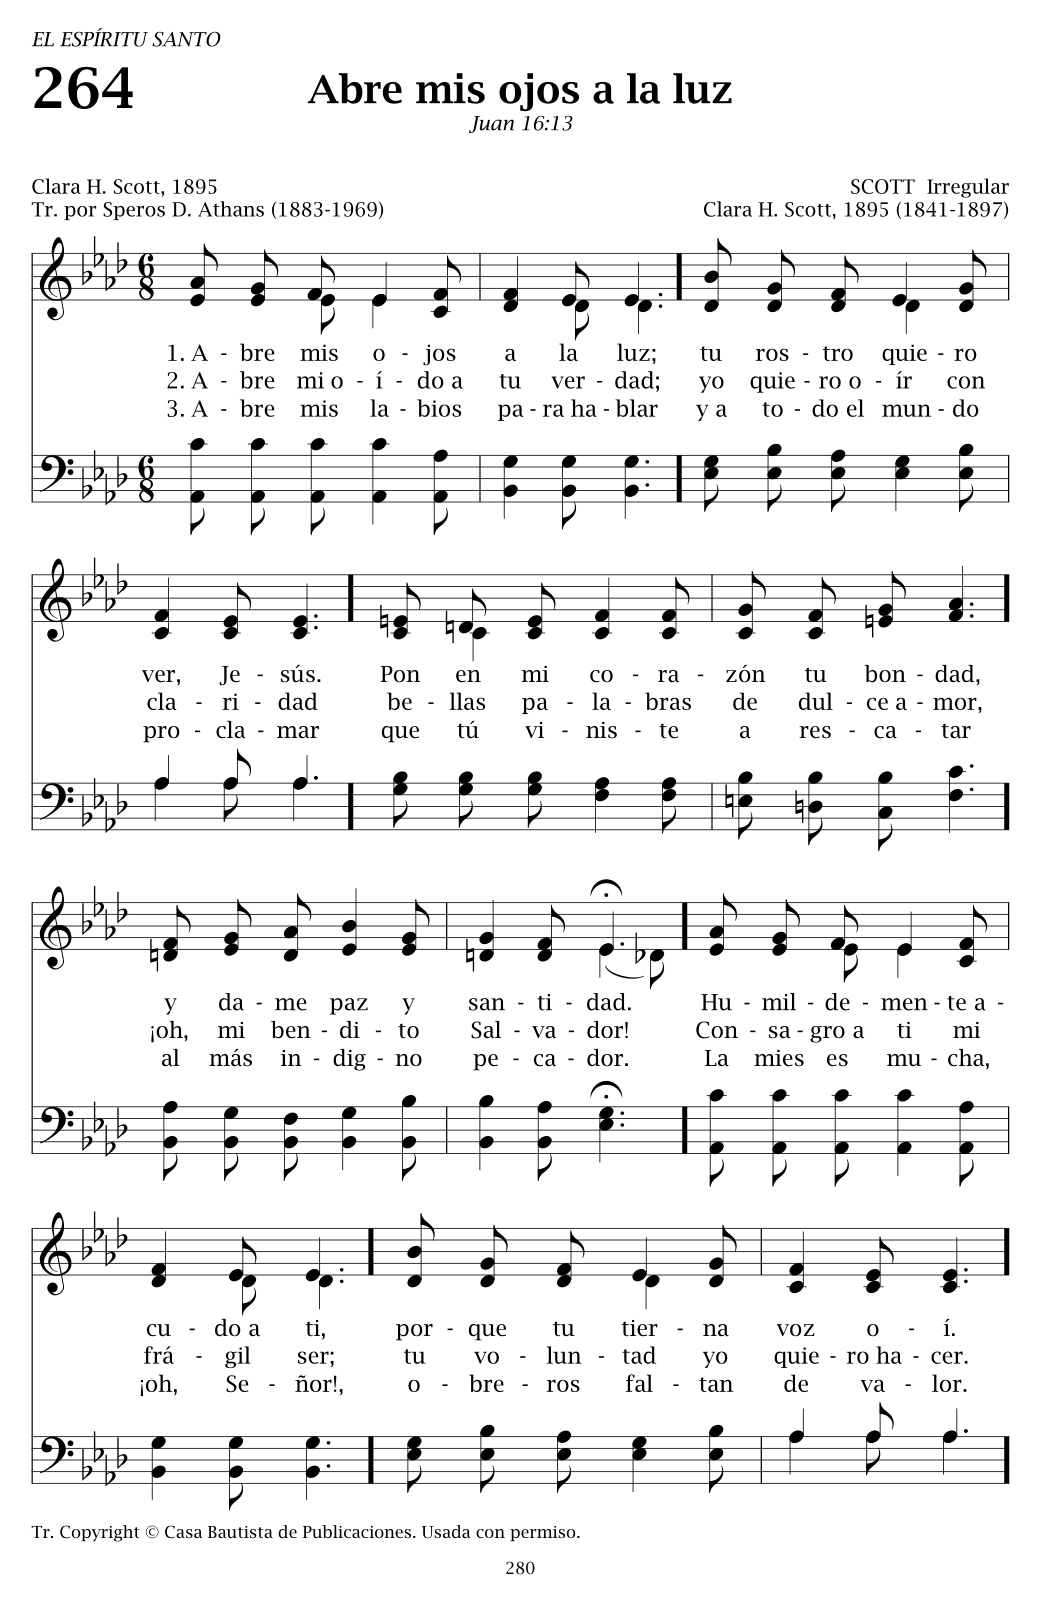 EL ESPÍRITU SANTO
264
Abre mis ojos a la luz
Juan 16:13
Clara H. Scott, 1895
SCOTT Irregular
Tr. por Speros D. Athans (1883-1969)
Clara H. Scott, 1895 (1841-1897)
6 8
1. A - bre mis o - jos a la luz; tu ros - tro quie - ro
2. A - bre mi o - í - do a tu ver - dad; yo quie - ro o - ír con
3. A - bre mis la - bios pa - ra ha - blar y a to - do el mun - do
6 8
ver, Je - sús. Pon en mi co - ra - zón tu bon - dad,
cla - ri - dad be - llas pa - la - bras de dul - ce a - mor,
pro - cla - mar que tú vi - nis - te a res - ca - tar
y da - me paz y san - ti - dad. Hu - mil - de - men - te a -
¡oh, mi ben - di - to Sal - va - dor! Con - sa - gro a ti mi
al más in - dig - no pe - ca - dor. La mies es mu - cha,
cu - do a ti, por - que tu tier - na voz o - í.
frá - gil ser; tu vo - lun - tad yo quie - ro ha - cer.
¡oh, Se - ñor!, o - bre - ros fal - tan de va - lor.
Tr. Copyright © Casa Bautista de Publicaciones. Usada con permiso.
280